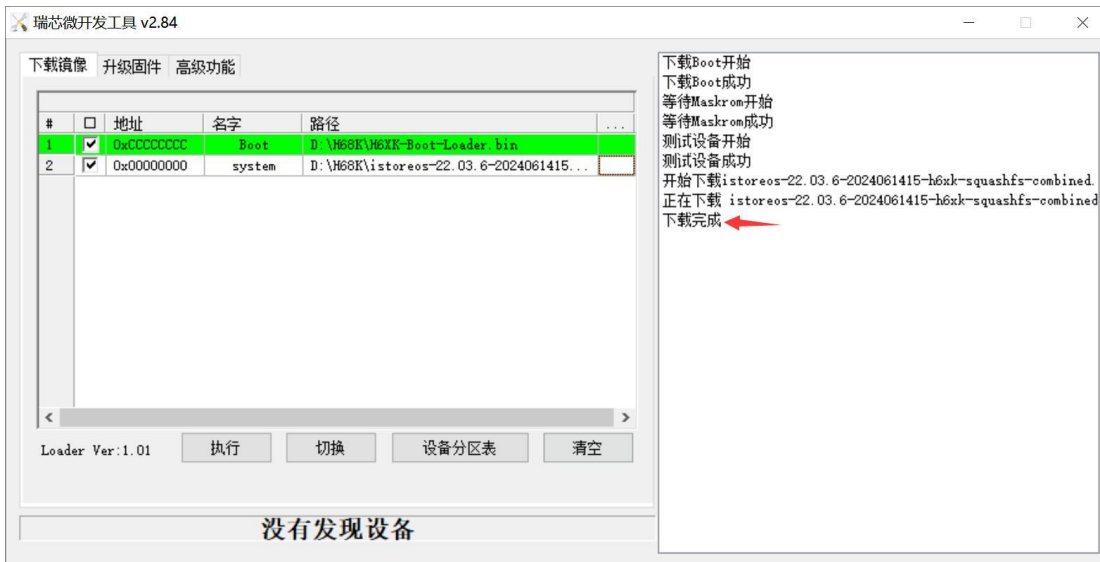 瑞芯微开发工具 v2.84
下载镜像 升级固件 高级功能
# 地址 名字 路径 ...
1 0xCCCCCCCC Boot D:\H68K\H6XK-Boot-Loader.bin
2 0x00000000 system D:\H68K\istoreos-22.03.6-2024061415...
Loader Ver:1.01 执行 切换 设备分区表 清空
没有发现设备
下载Boot开始
下载Boot成功
等待Maskrom开始
等待Maskrom成功
测试设备开始
测试设备成功
开始下载istoreos-22.03.6-2024061415-h6xk-squashfs-combined.
正在下载 istoreos-22.03.6-2024061415-h6xk-squashfs-combined
下载完成